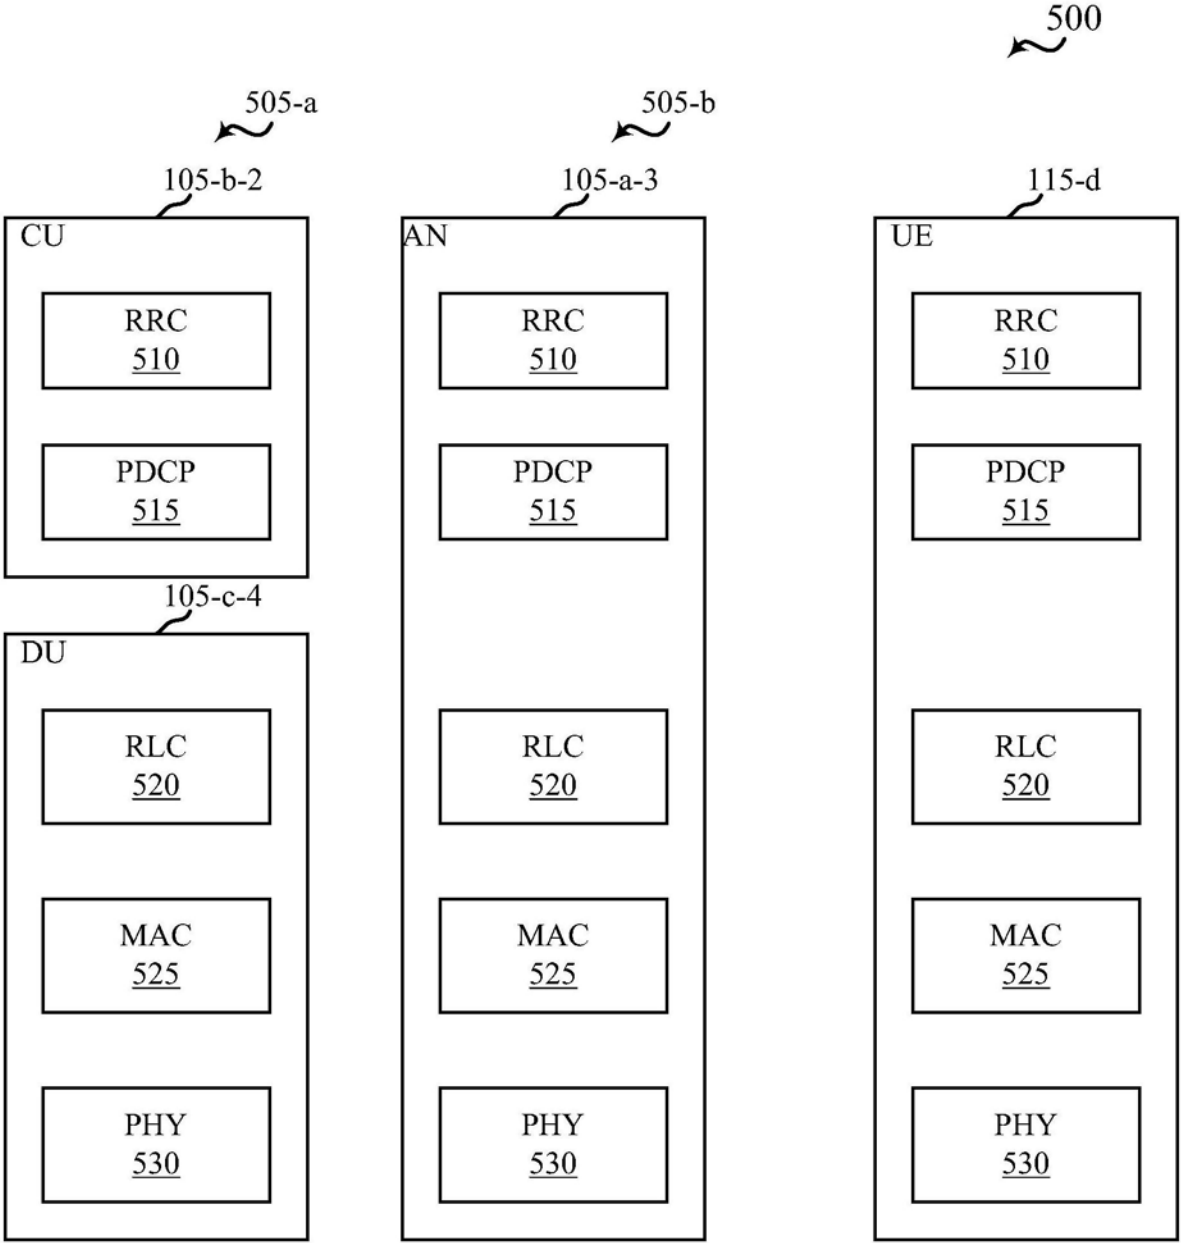 500
505-a
505-b
105-b-2
105-a-3
115-d
CU
RRC
510
PDCP
515
105-c-4
DU
RLC
520
MAC
525
PHY
530
AN
RRC
510
PDCP
515
RLC
520
MAC
525
PHY
530
UE
RRC
510
PDCP
515
RLC
520
MAC
525
PHY
530